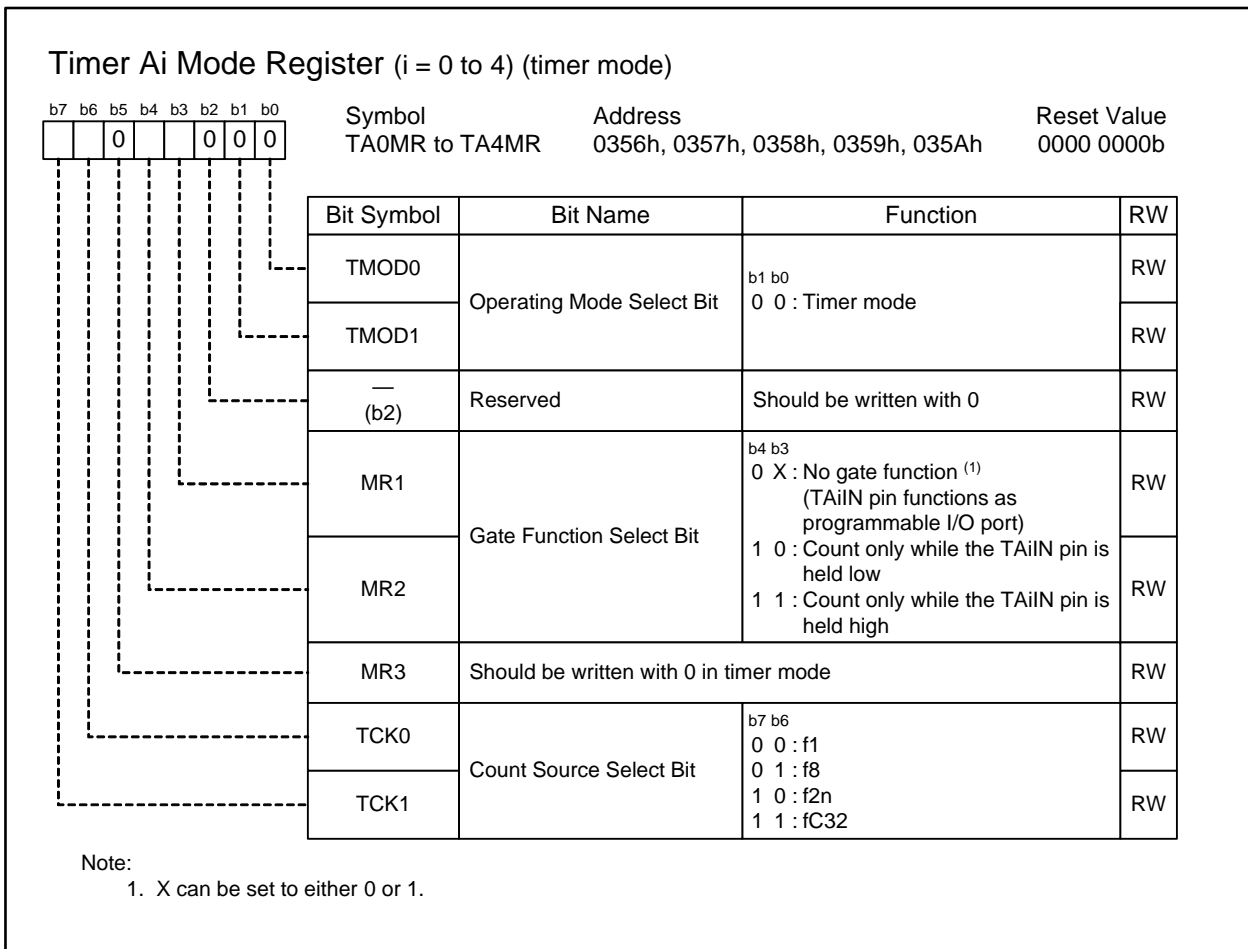 Timer Ai Mode Register (i = 0 to 4) (timer mode)
b7 b6 b5 b4 b3 b2 b1 b0
0 0 0 0
Symbol Address Reset Value
TA0MR to TA4MR 0356h, 0357h, 0358h, 0359h, 035Ah 0000 0000b
Bit Symbol Bit Name Function RW
TMOD0 RW
Operating Mode Select Bit
b1 b0
0 0 : Timer mode
TMOD1 RW
—
(b2) Reserved Should be written with 0 RW
MR1 RW
Gate Function Select Bit
b4 b3
0 X : No gate function (1)
(TAiIN pin functions as
programmable I/O port)
1 0 : Count only while the TAiIN pin is
held low
1 1 : Count only while the TAiIN pin is
held high
MR2 RW
MR3 Should be written with 0 in timer mode RW
TCK0 RW
Count Source Select Bit
b7 b6
0 0 : f1
0 1 : f8
1 0 : f2n
1 1 : fC32
TCK1 RW
Note:
1. X can be set to either 0 or 1.